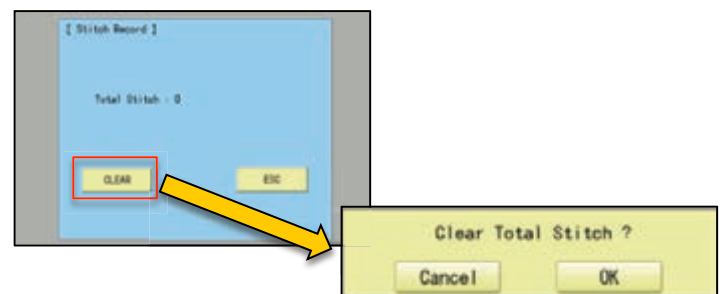 [ Stitch Record ]
Total Stitch : 0
CLEAR ESC
Clear Total Stitch ?
Cancel OK